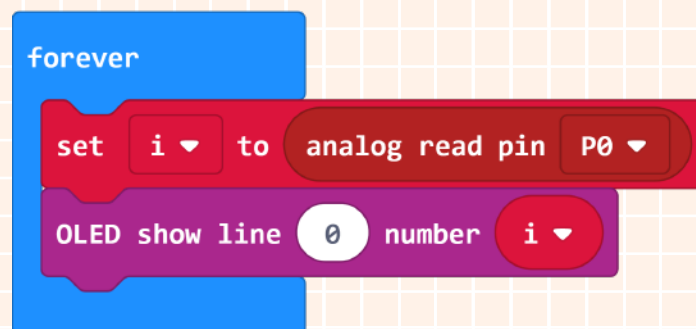 forever
set i to analog read pin P0
OLED show line 0 number i